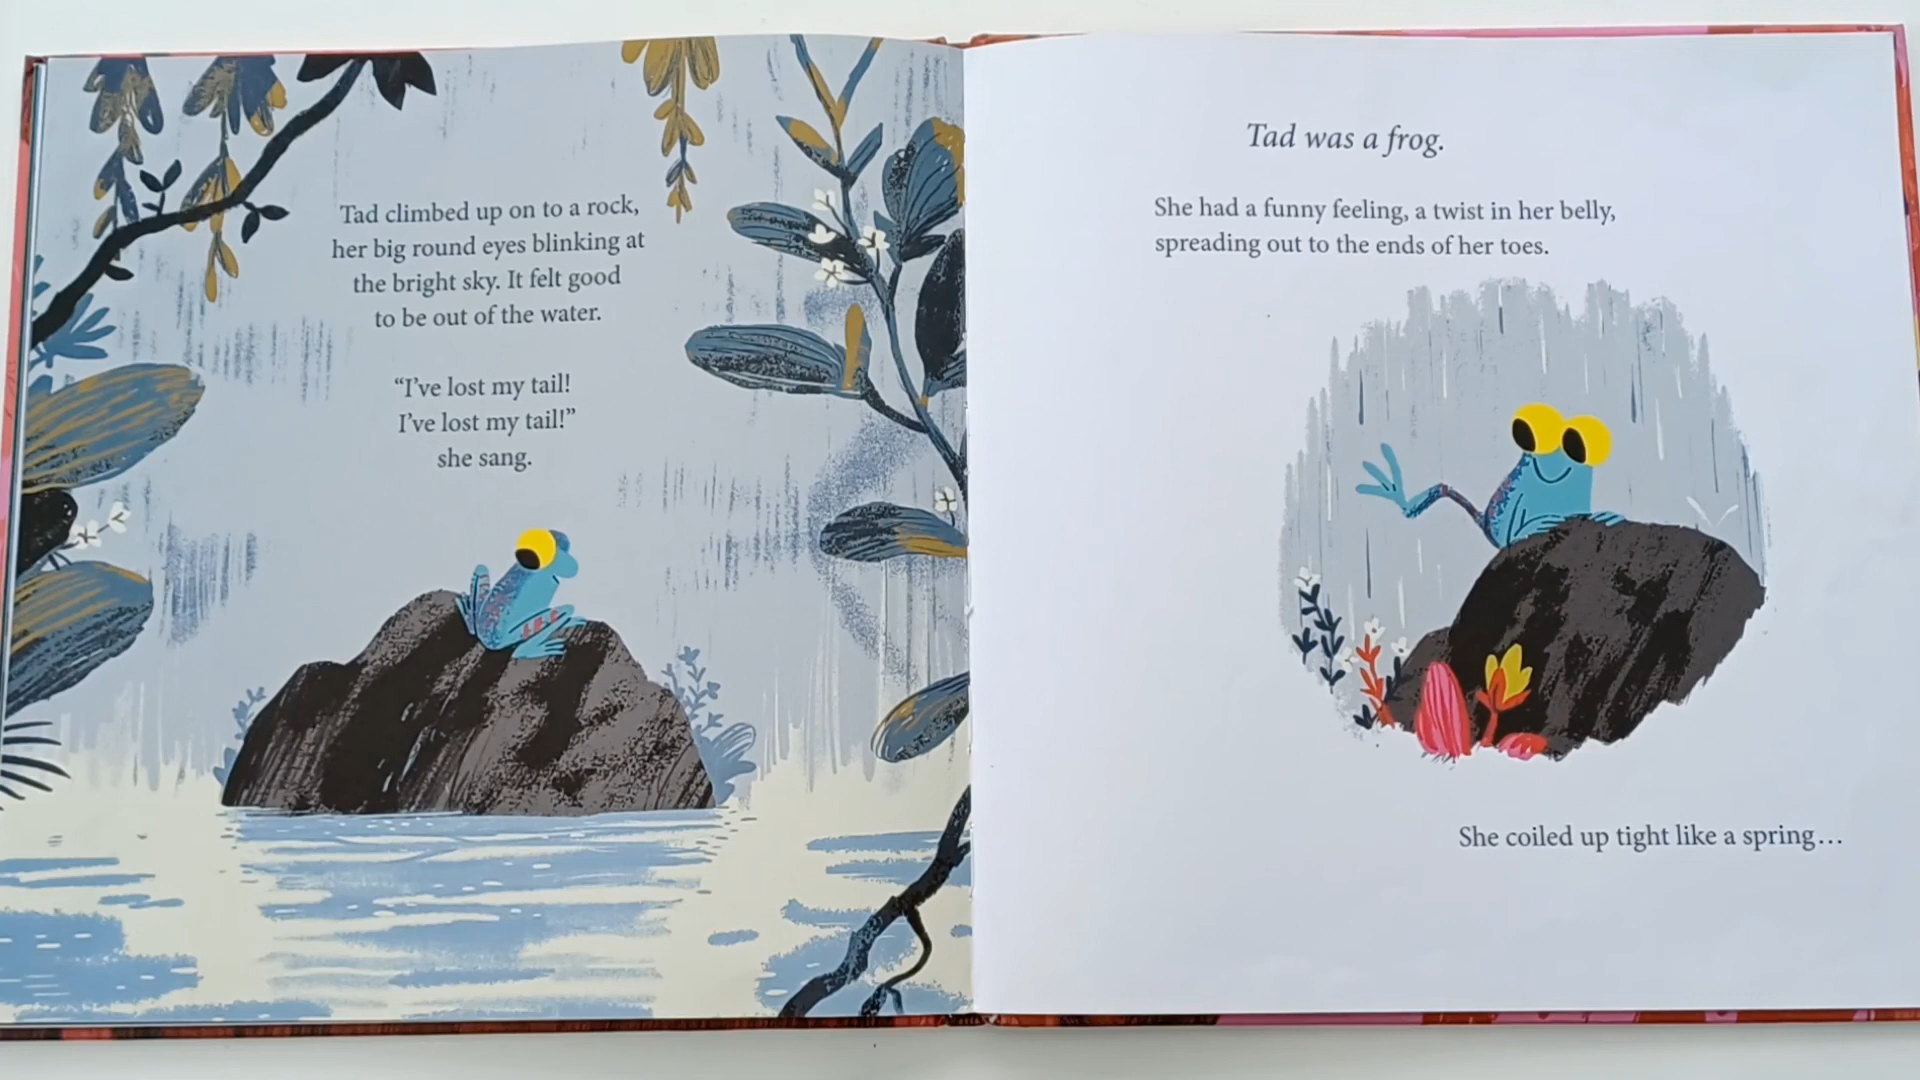 Tad climbed up on to a rock,
her big round eyes blinking at
the bright sky. It felt good
to be out of the water.
“I’ve lost my tail!
I’ve lost my tail!”
she sang.
Tad was a frog.
She had a funny feeling, a twist in her belly,
spreading out to the ends of her toes.
She coiled up tight like a spring…